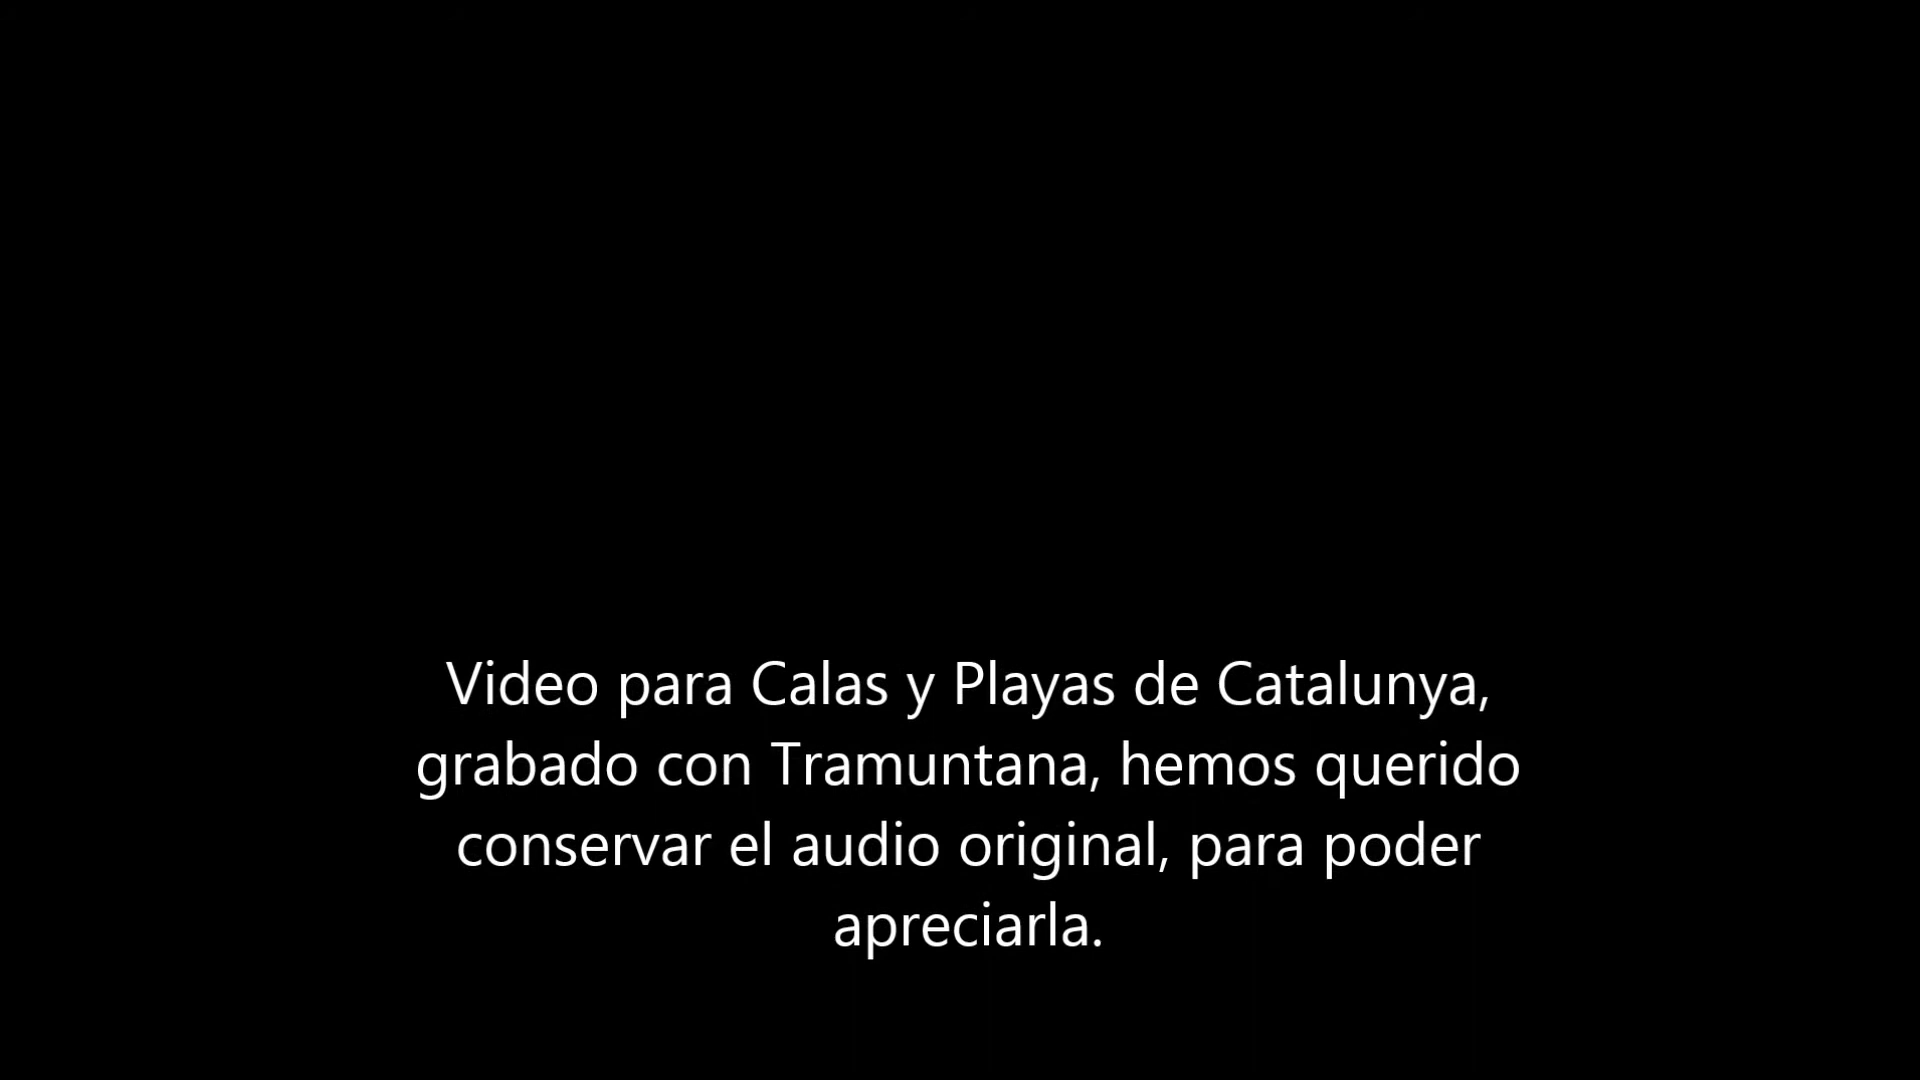 Video para Calas y Playas de Catalunya,
grabado con Tramuntana, hemos querido
conservar el audio original, para poder
apreciarla.